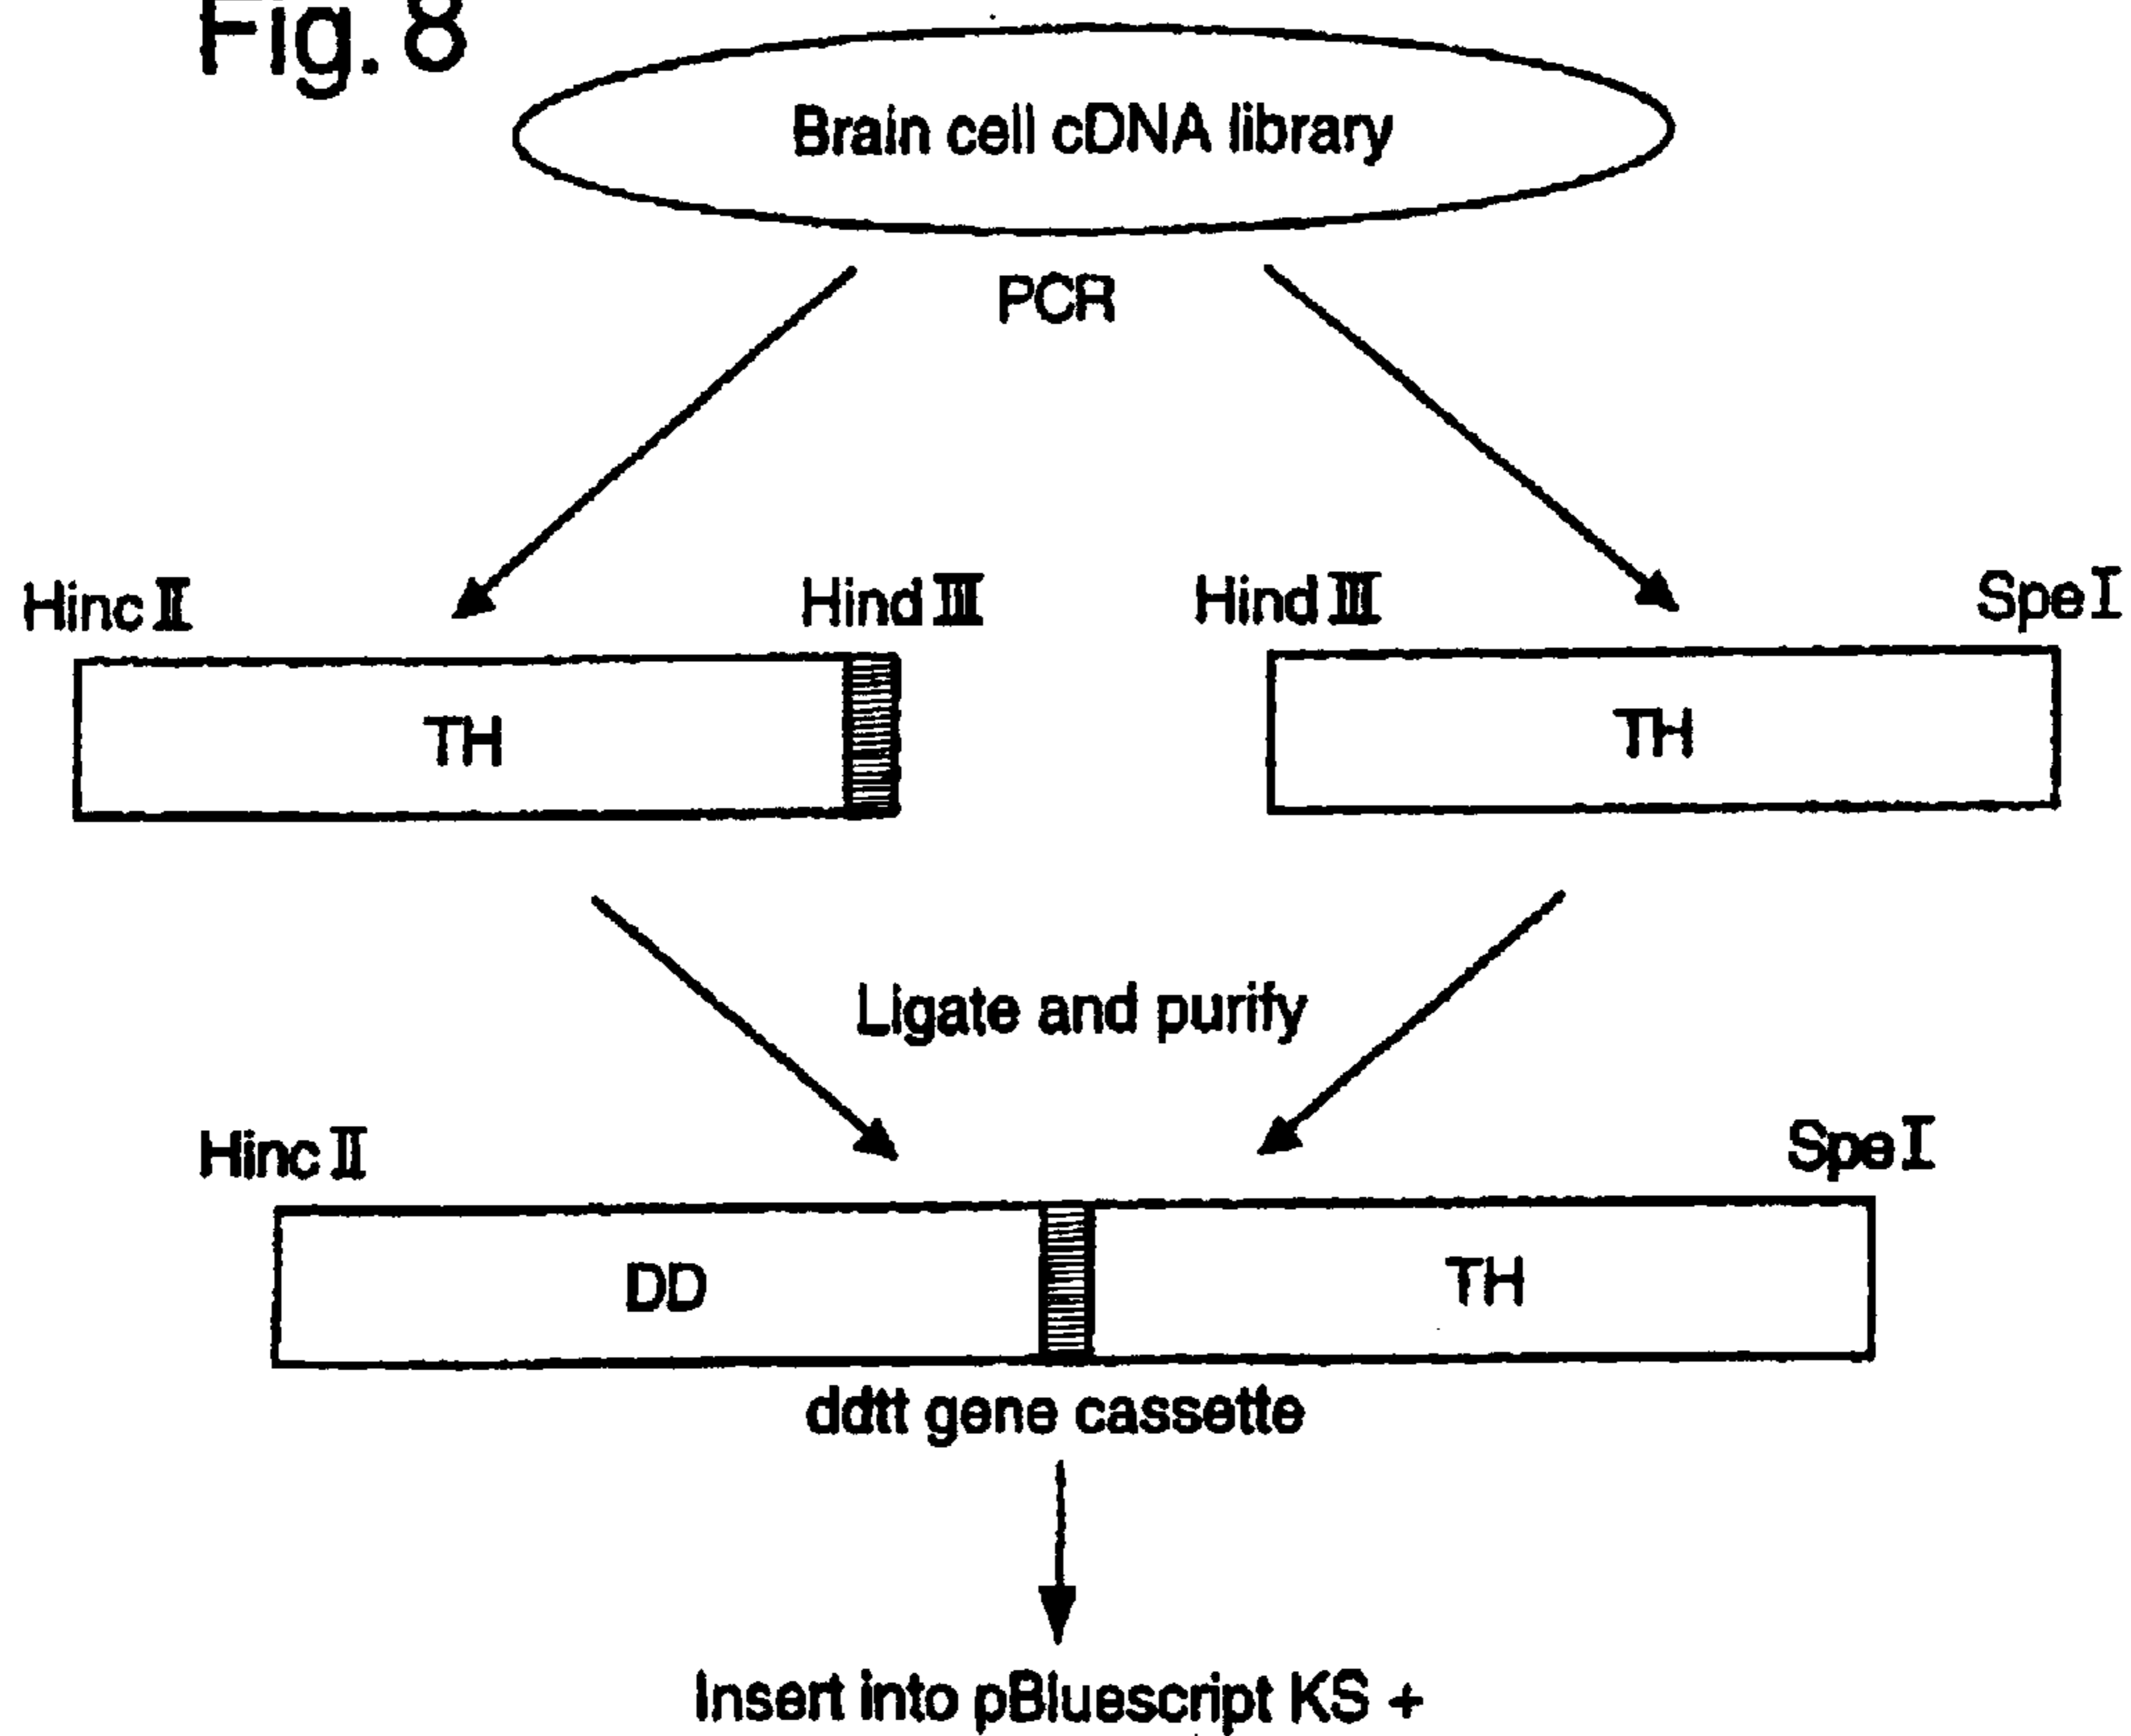 Fig. 8
Brain cell cDNA library
PCR
Hinc II Hind III Hind III Spe I
TH TH
Ligate and purify
Hinc II Spe I
DD TH
ddtt gene cassette
Insert into pBluescript KS +